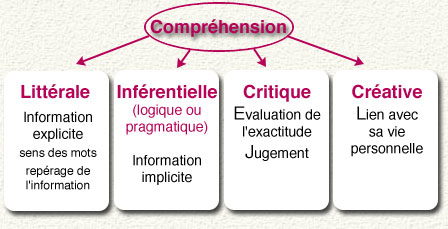 Compréhension
Littérale
Information
explicite
sens des mots
repérage de
l'information
Inférentielle
(logique ou
pragmatique)
Information
implicite
Critique
Evaluation de
l'exactitude
Jugement
Créative
Lien avec
sa vie
personnelle